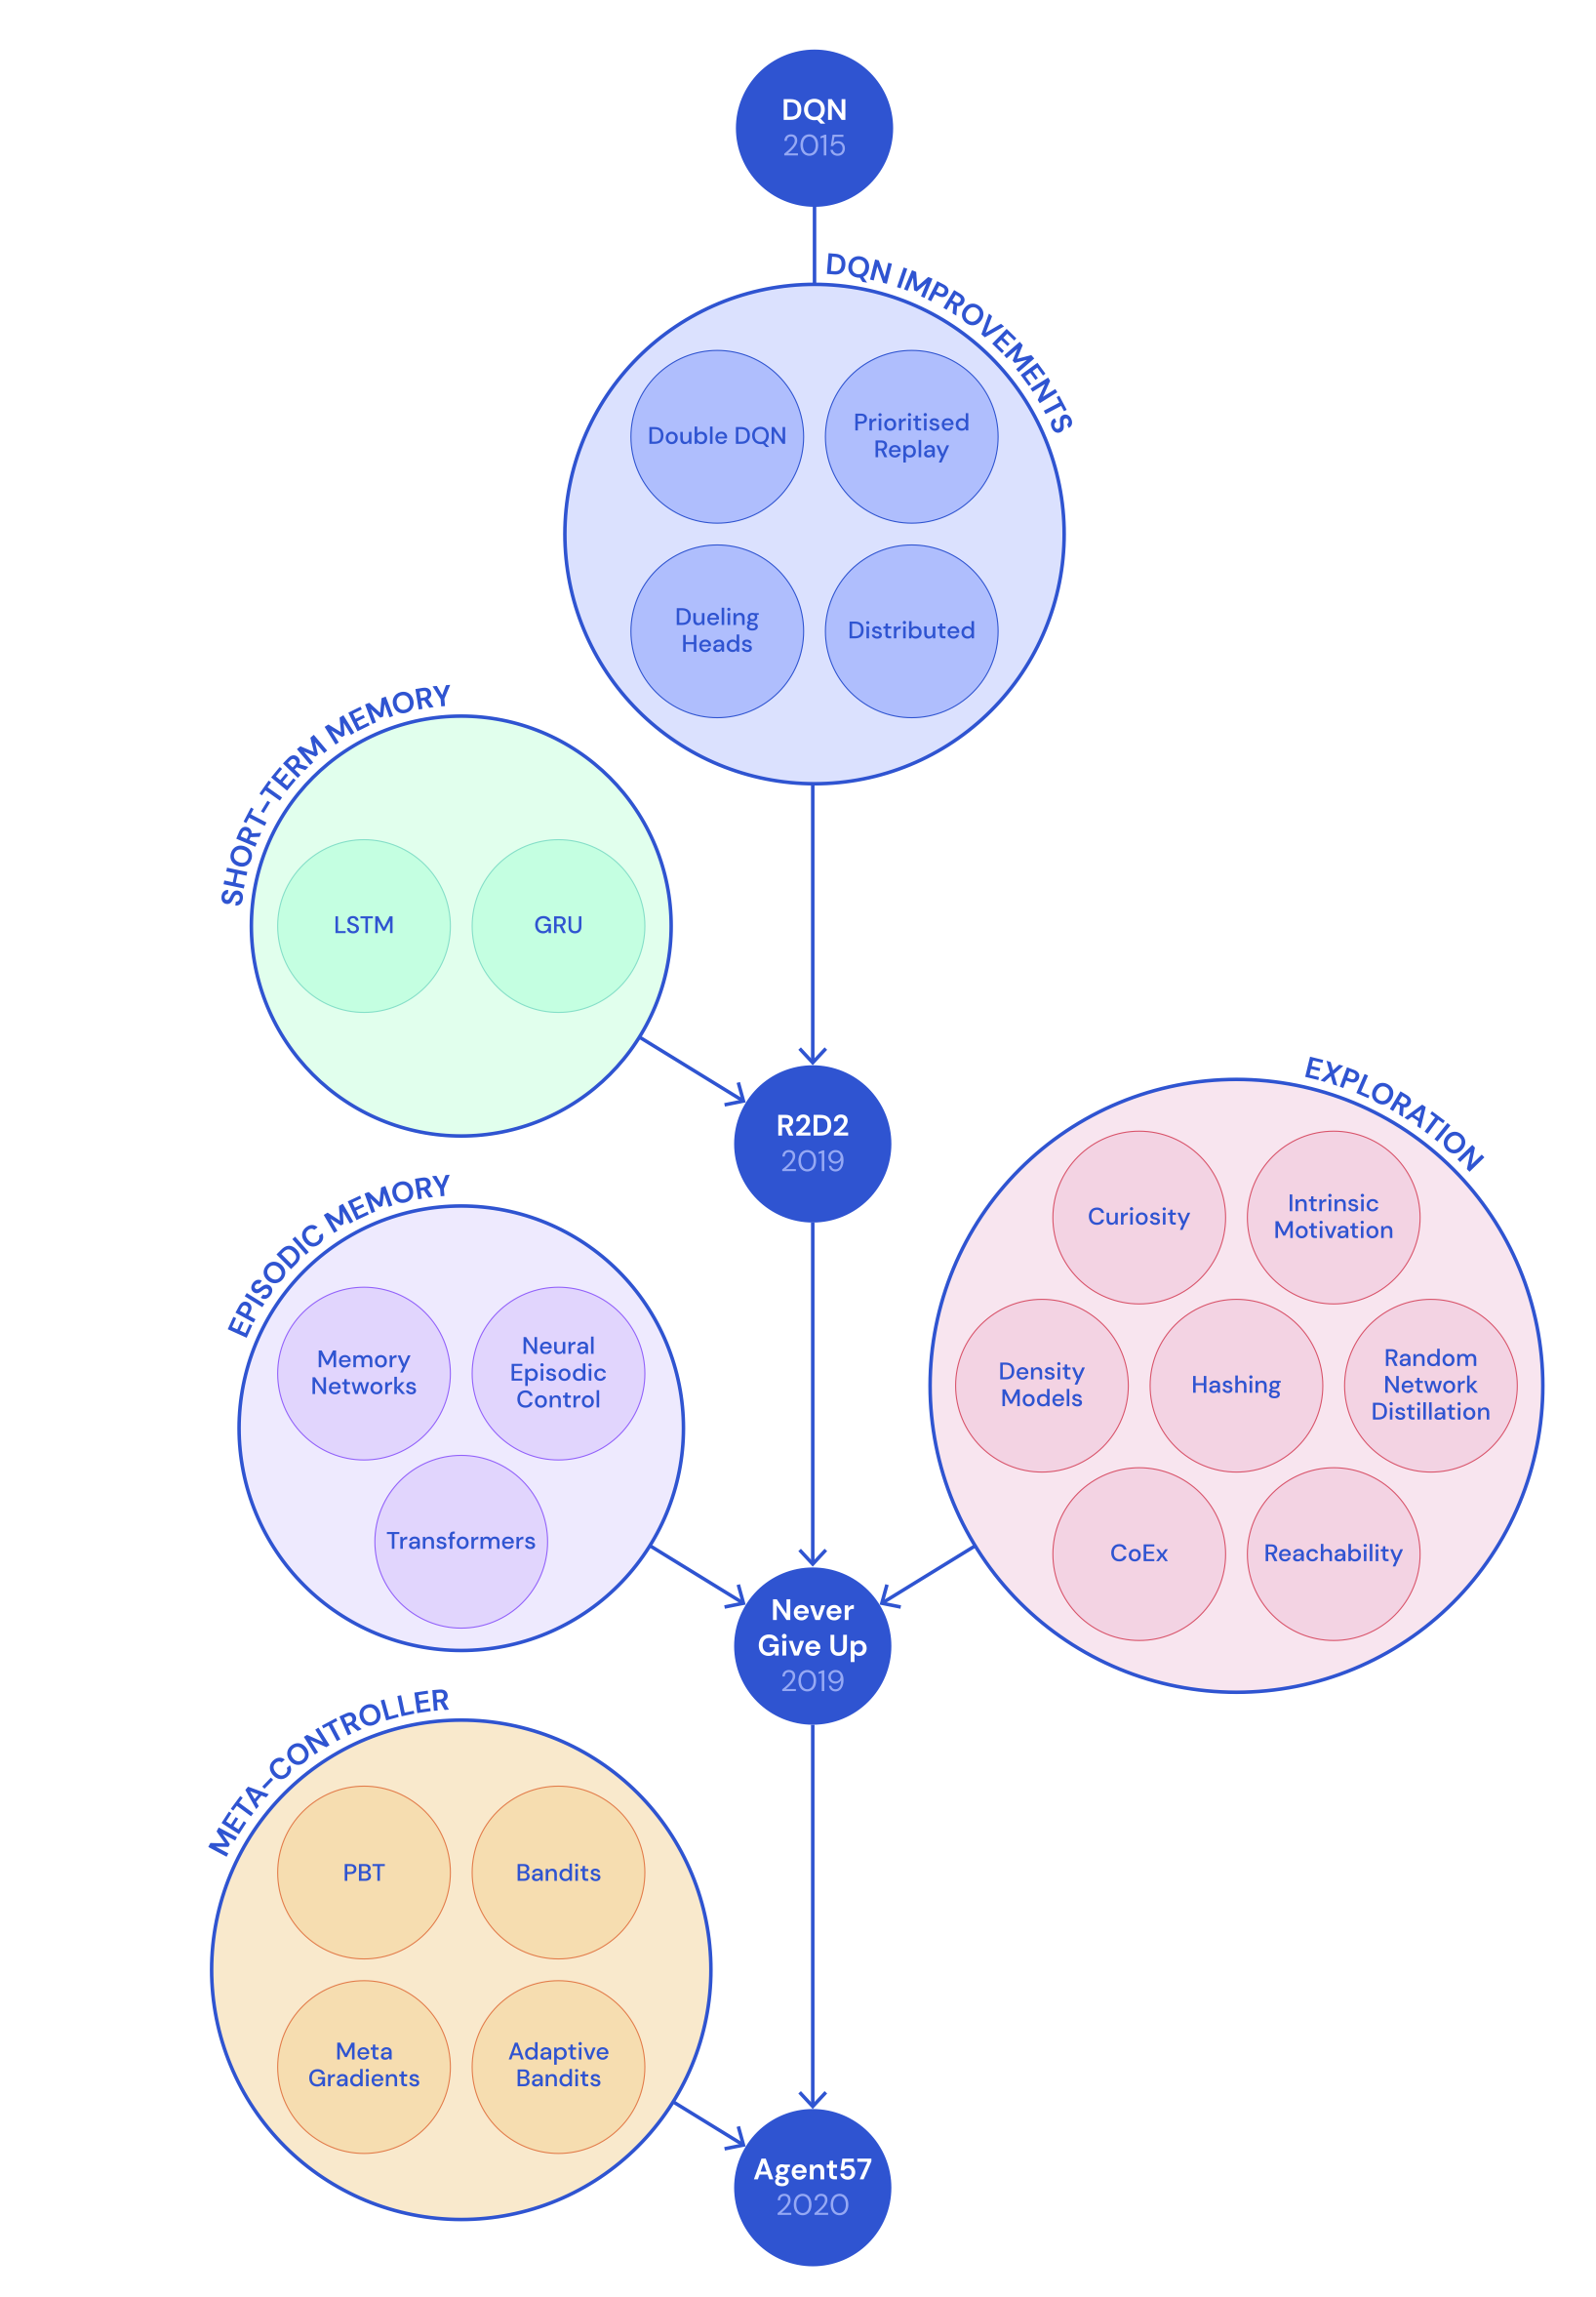 DQN
2015
DQN IMPROVEMENTS
Double DQN
Prioritised
Replay
Dueling
Heads
Distributed
SHORT-TERM MEMORY
LSTM
GRU
R2D2
2019
EXPLORATION
Curiosity
Intrinsic
Motivation
Density
Models
Hashing
Random
Network
Distillation
CoEx
Reachability
EPISODIC MEMORY
Memory
Networks
Neural
Episodic
Control
Transformers
Never
Give Up
2019
META-CONTROLLER
PBT
Bandits
Meta
Gradients
Adaptive
Bandits
Agent57
2020